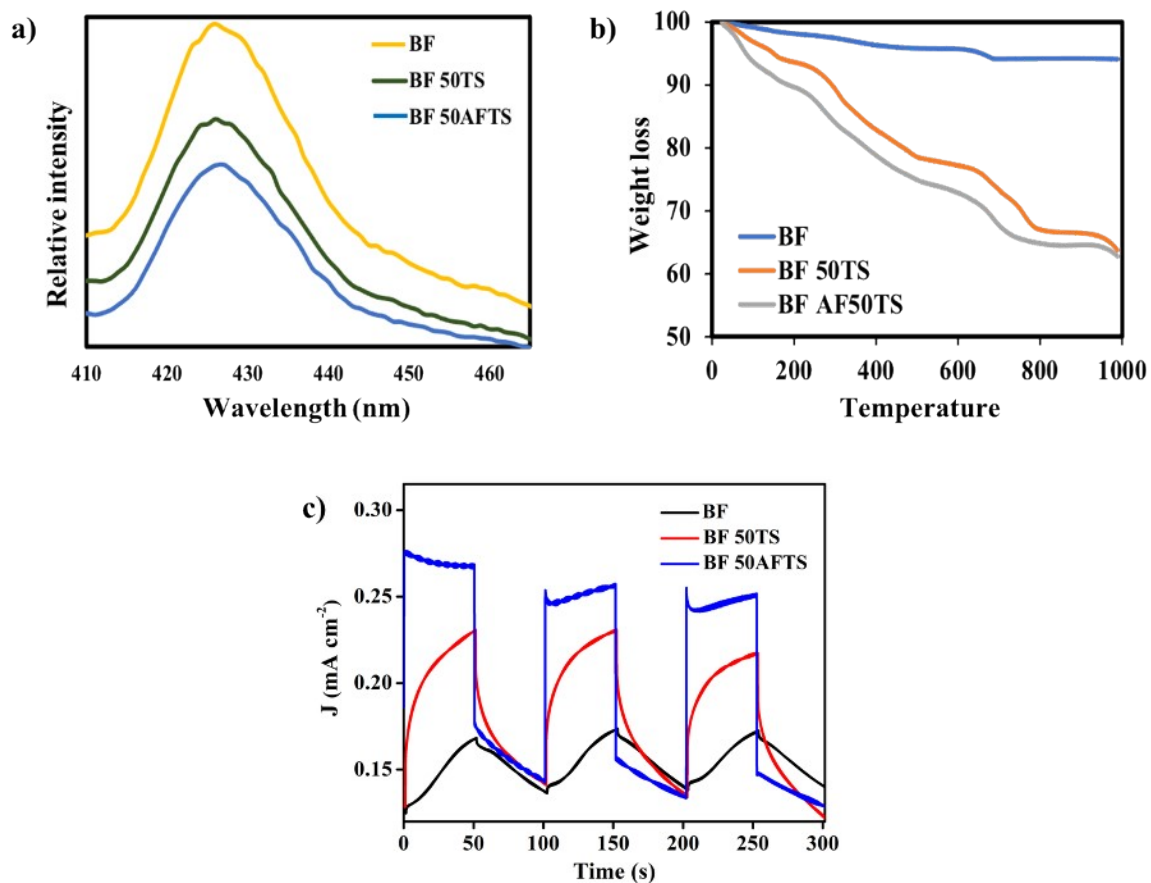 a)
BF
BF 50TS
BF 50AFTS
Relative intensity
410 420 430 440 450 460
Wavelength (nm)
b)
100
90
80
70
60
50
Weight loss
BF
BF 50TS
BF AF50TS
0 200 400 600 800 1000
Temperature
c)
BF
BF 50TS
BF 50AFTS
0.30
0.25
0.20
0.15
J (mA cm⁻²)
0 50 100 150 200 250 300
Time (s)